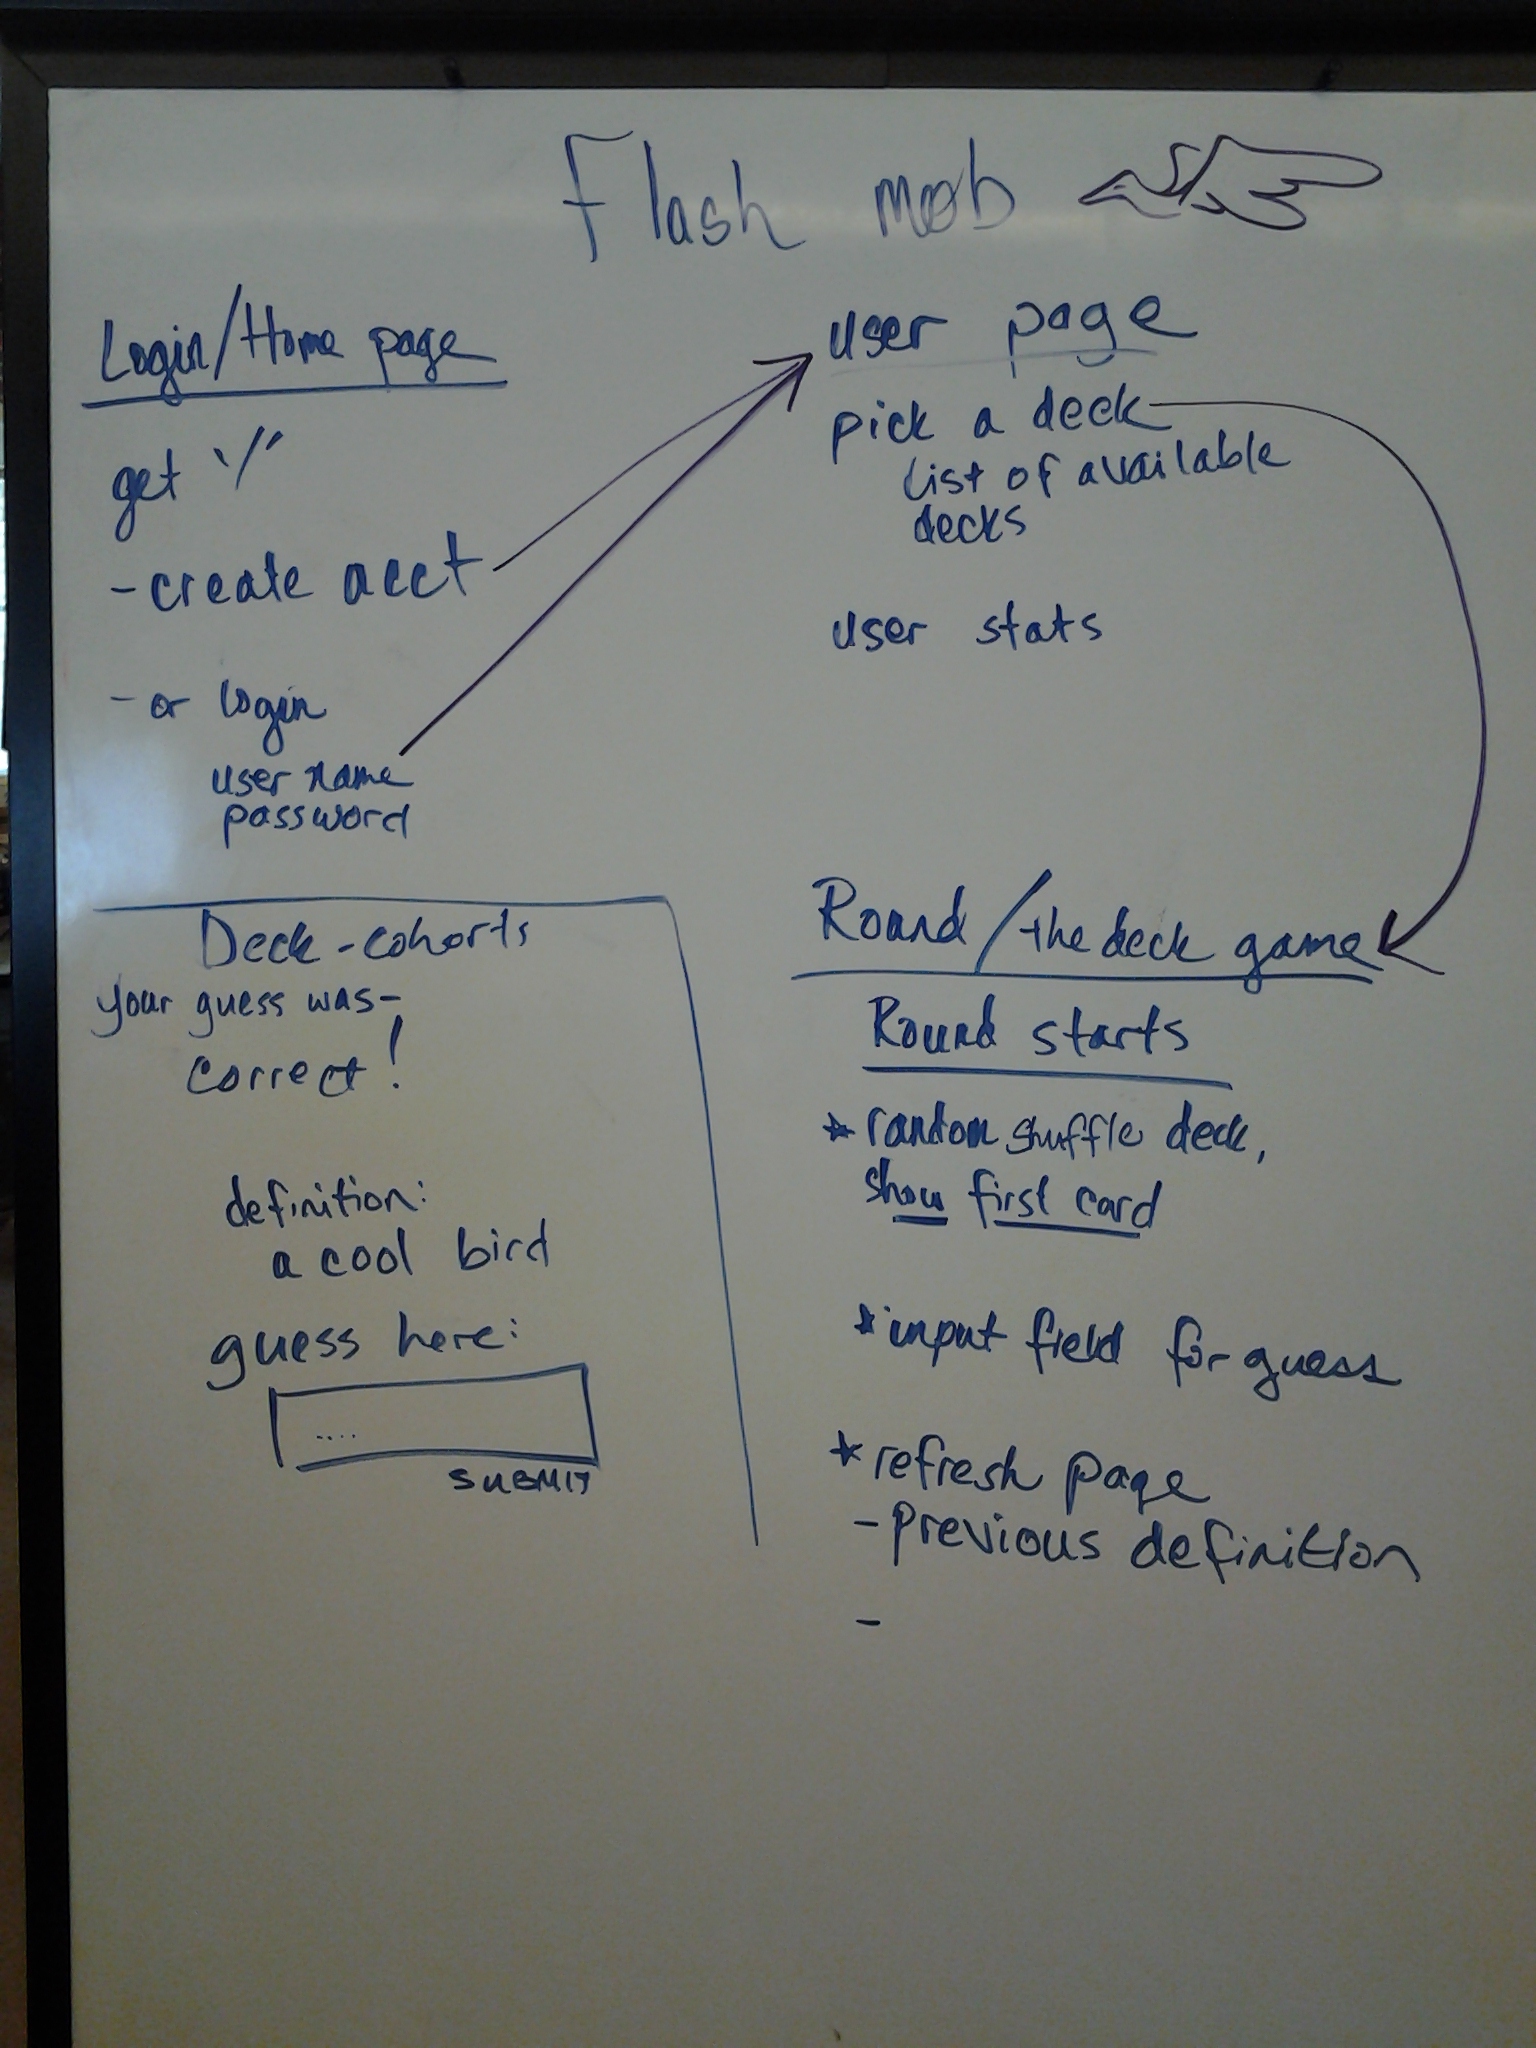 Flash mob
Login/Home page
get '/'
-create acct
- or login
user name
password
user page
pick a deck
list of available
decks
user stats
Deck-cohorts
your guess was-
correct!
definition:
a cool bird
guess here:
....
SUBMIT
Round/the deck game
Round starts
* random shuffle deck,
show first card
* input field for guess
* refresh page
- previous definition
-